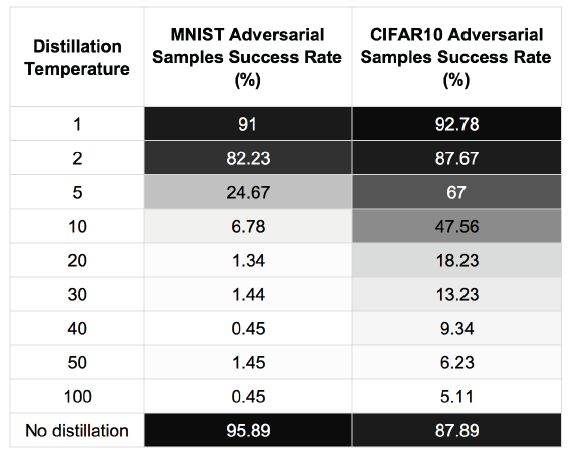 Distillation Temperature MNIST Adversarial Samples Success Rate (%) CIFAR10 Adversarial Samples Success Rate (%)
1 91 92.78
2 82.23 87.67
5 24.67 67
10 6.78 47.56
20 1.34 18.23
30 1.44 13.23
40 0.45 9.34
50 1.45 6.23
100 0.45 5.11
No distillation 95.89 87.89